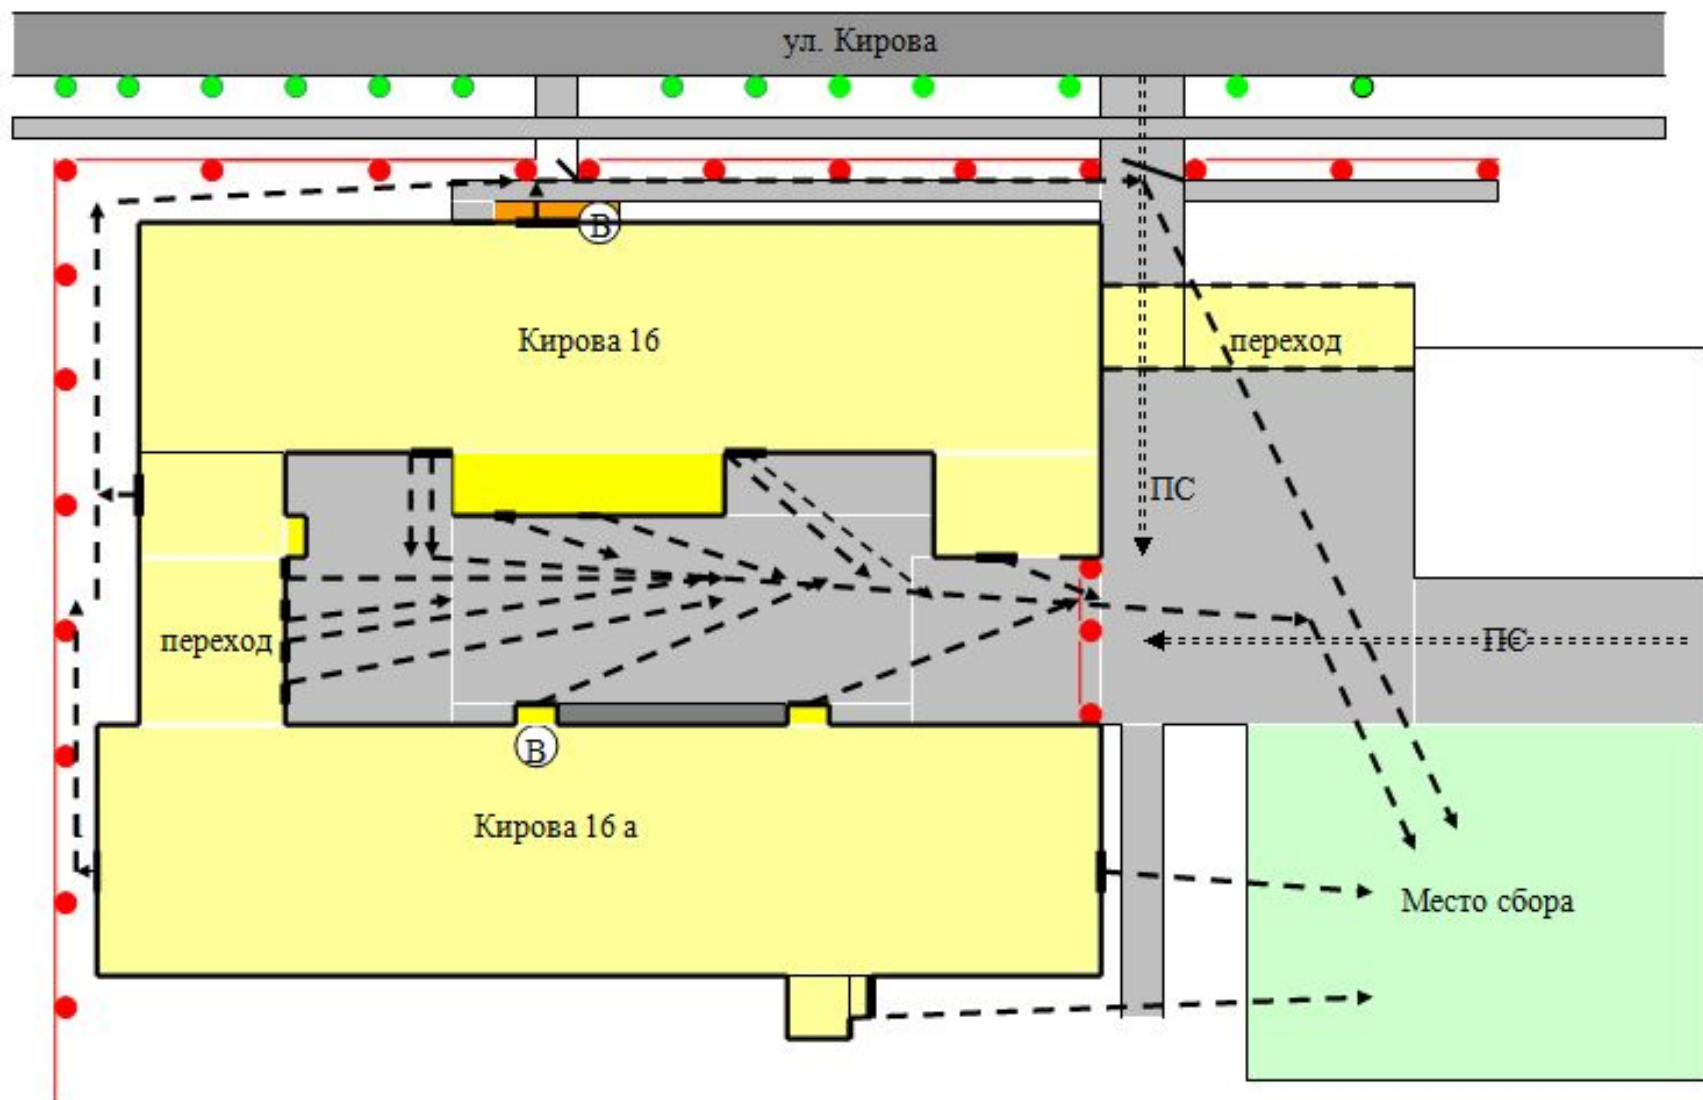 ул. Кирова
В
Кирова 16
переход
ПС
переход
ПС
В
Кирова 16 а
Место сбора